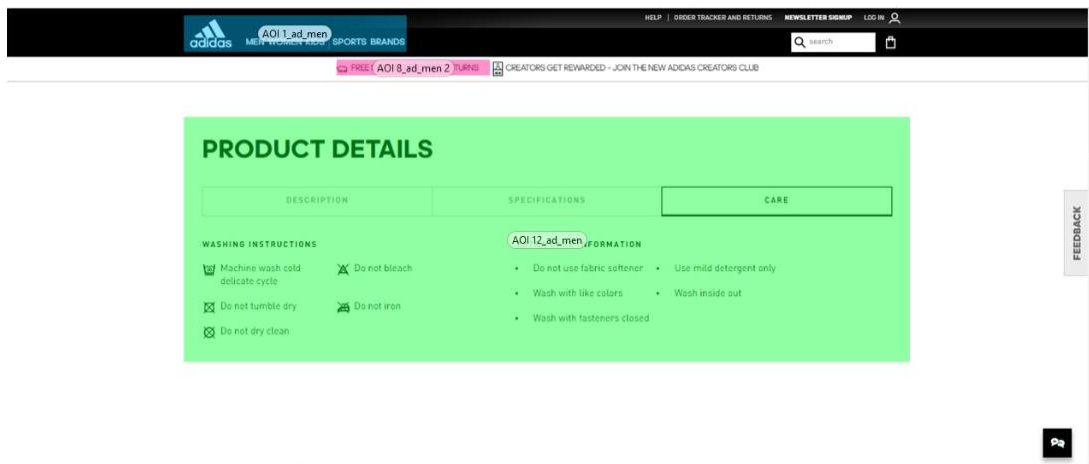 HELP | ORDER TRACKER AND RETURNS NEWSLETTER SIGNUP LOG IN
AOI 1_ad_men
adidas MEN WOMEN KIDS SPORTS BRANDS
search
FREE AOI 8_ad_men 2 TURNS CREATORS GET REWARDED – JOIN THE NEW ADIDAS CREATORS CLUB
PRODUCT DETAILS
DESCRIPTION SPECIFICATIONS CARE
FEEDBACK
WASHING INSTRUCTIONS AOI 12_ad_men FORMATION
Machine wash cold delicate cycle
Do not bleach
Do not tumble dry
Do not iron
Do not dry clean
• Do not use fabric softener • Use mild detergent only
• Wash with like colors • Wash inside out
• Wash with fasteners closed